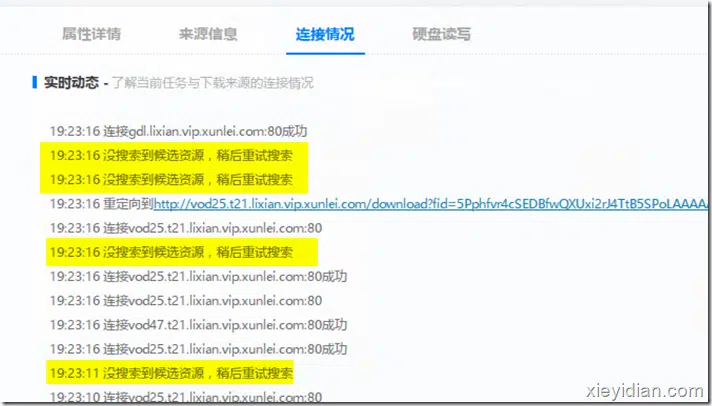 属性详情 来源信息 连接情况 硬盘读写
实时动态 - 了解当前任务与下载来源的连接情况
19:23:16 连接gdl.lixian.vip.xunlei.com:80成功
19:23:16 没搜索到候选资源，稍后重试搜索
19:23:16 没搜索到候选资源，稍后重试搜索
19:23:16 重定向到http://vod25.t21.lixian.vip.xunlei.com/download?fid=5Pphfvr4cSEDBfwQXUxi2rJ4TtB5SPoLAAAAA
19:23:16 连接vod25.t21.lixian.vip.xunlei.com:80
19:23:16 没搜索到候选资源，稍后重试搜索
19:23:16 连接vod25.t21.lixian.vip.xunlei.com:80成功
19:23:16 连接vod25.t21.lixian.vip.xunlei.com:80
19:23:16 连接vod47.t21.lixian.vip.xunlei.com:80成功
19:23:16 连接vod25.t21.lixian.vip.xunlei.com:80成功
19:23:11 没搜索到候选资源，稍后重试搜索
19:23:10 连接vod25.t21.lixian.vip.xunlei.com:80成功
xieyidian.com